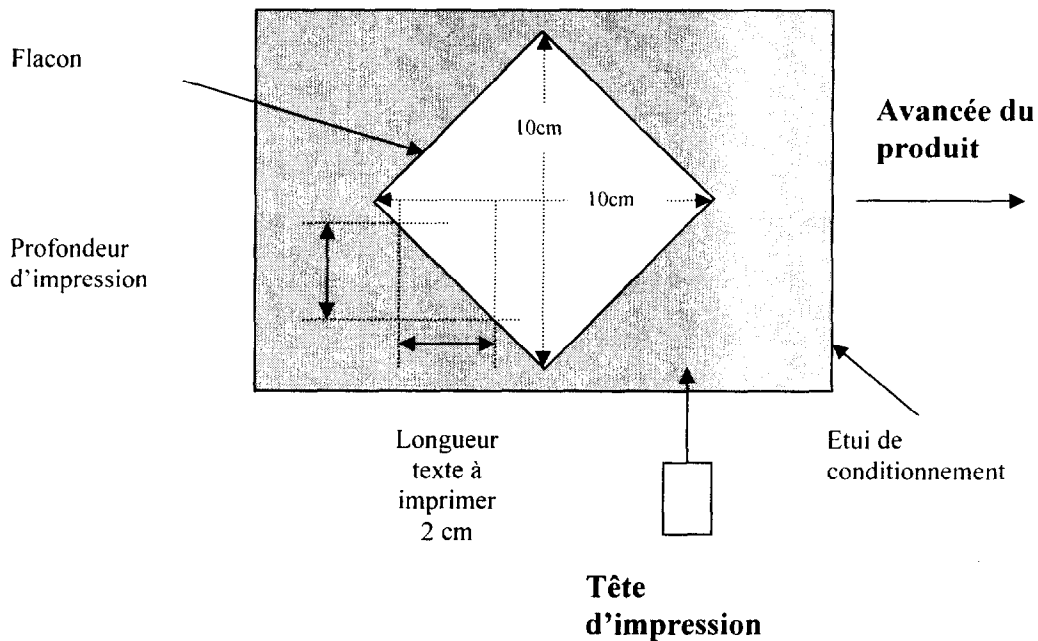 Flacon
10cm
Avancée du
produit
10cm
Profondeur
d'impression
Longueur
texte à
imprimer
2 cm
Etui de
conditionnement
Tête
d'impression